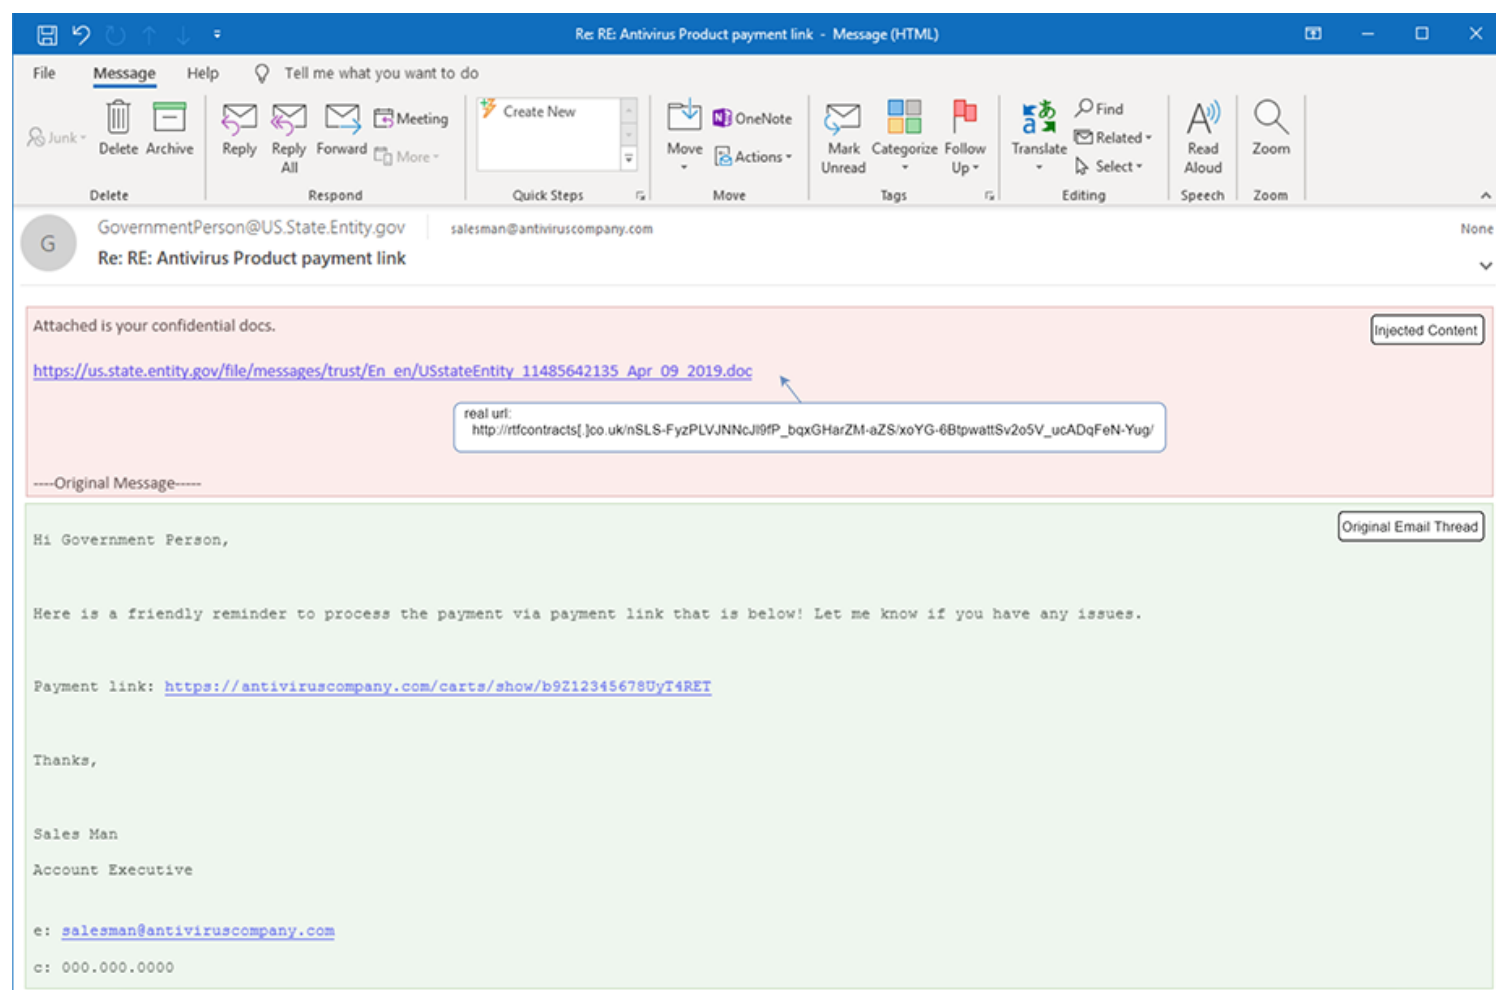 Re: RE: Antivirus Product payment link - Message (HTML)
File Message Help Tell me what you want to do
Junk
Delete Archive
Reply Reply All Forward
Meeting
More
Create New
Move
OneNote
Actions
Mark Unread
Categorize
Follow Up
Translate
Find
Related
Select
Read Aloud
Zoom
Delete Respond Quick Steps Move Tags Editing Speech Zoom
G
GovernmentPerson@US.State.Entity.gov salesman@antiviruscompany.com None
Re: RE: Antivirus Product payment link
Attached is your confidential docs.
Injected Content
https://us.state.entity.gov/file/messages/trust/En_en/USstateEntity_11485642135_Apr_09_2019.doc
real url:
http://rtfcontracts[.]co.uk/nSLS-FyzPLVJNNcJl9fP_bqxGHarZM-aZS/xoYG-6BtpwattSv2o5V_ucADqFeN-Yug/
----Original Message-----
Original Email Thread
Hi Government Person,
Here is a friendly reminder to process the payment via payment link that is below! Let me know if you have any issues.
Payment link: https://antiviruscompany.com/carts/show/b9Z12345678UyT4RET
Thanks,
Sales Man
Account Executive
e: salesman@antiviruscompany.com
c: 000.000.0000